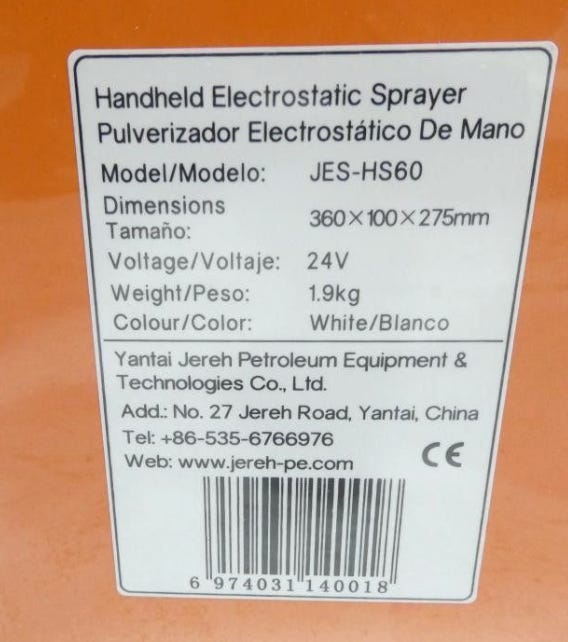 Handheld Electrostatic Sprayer
Pulverizador Electrostático De Mano
Model/Modelo: JES-HS60
Dimensions
Tamaño: 360×100×275mm
Voltage/Voltaje: 24V
Weight/Peso: 1.9kg
Colour/Color: White/Blanco
Yantai Jereh Petroleum Equipment &
Technologies Co., Ltd.
Add.: No. 27 Jereh Road, Yantai, China
Tel: +86-535-6766976
Web: www.jereh-pe.com
CE
6 974031 140018